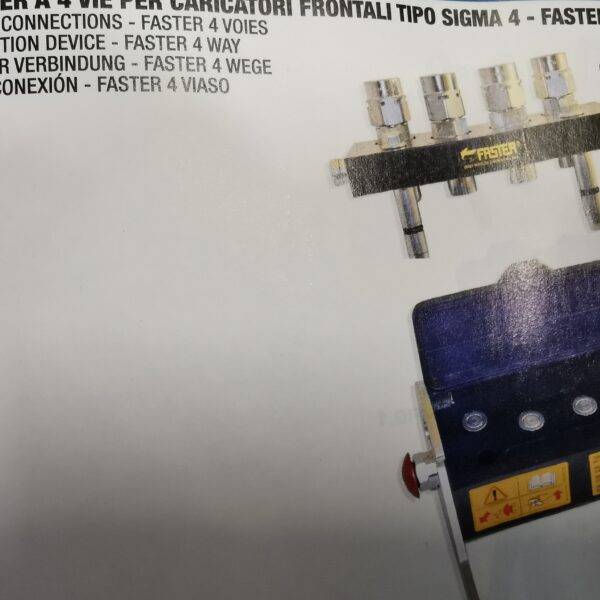 A 4 VIE PER CARICATORI FRONTALI TIPO SIGMA 4 - FASTER
CONNECTIONS - FASTER 4 VOIES
TION DEVICE - FASTER 4 WAY
R VERBINDUNG - FASTER 4 WEGE
CONEXIÓN - FASTER 4 VIASO
FASTER